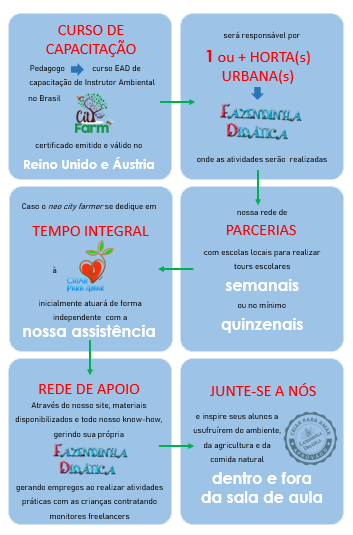 CURSO DE
CAPACITAÇÃO
Pedagogo curso EAD de
capacitação de Instrutor Ambiental
no Brasil
City
Farm
certificado emitido e válido no
Reino Unido e Áustria
será responsável por
1 ou + HORTA(s)
URBANA(s)
FAZENDINHA
DIDÁTICA
onde as atividades serão realizadas
nossa rede de
PARCERIAS
com escolas locais para realizar
tours escolares
semanais
ou no mínimo
quinzenais
Caso o neo city farmer se dedique em
TEMPO INTEGRAL
à
CRIAR
PARA AMAR
inicialmente atuará de forma
independente com a
nossa assistência
REDE DE APOIO
Através do nosso site, materiais
disponibilizados e todo nosso know-how,
gerindo sua própria
FAZENDINHA
DIDÁTICA
gerando empregos ao realizar atividades
práticas com as crianças contratando
monitores freelancers
JUNTE-SE A NÓS
e inspire seus alunos a
usufruírem do ambiente,
da agricultura e da
comida natural
CRIAR PARA AMAR
dentro e fora
da sala de aula